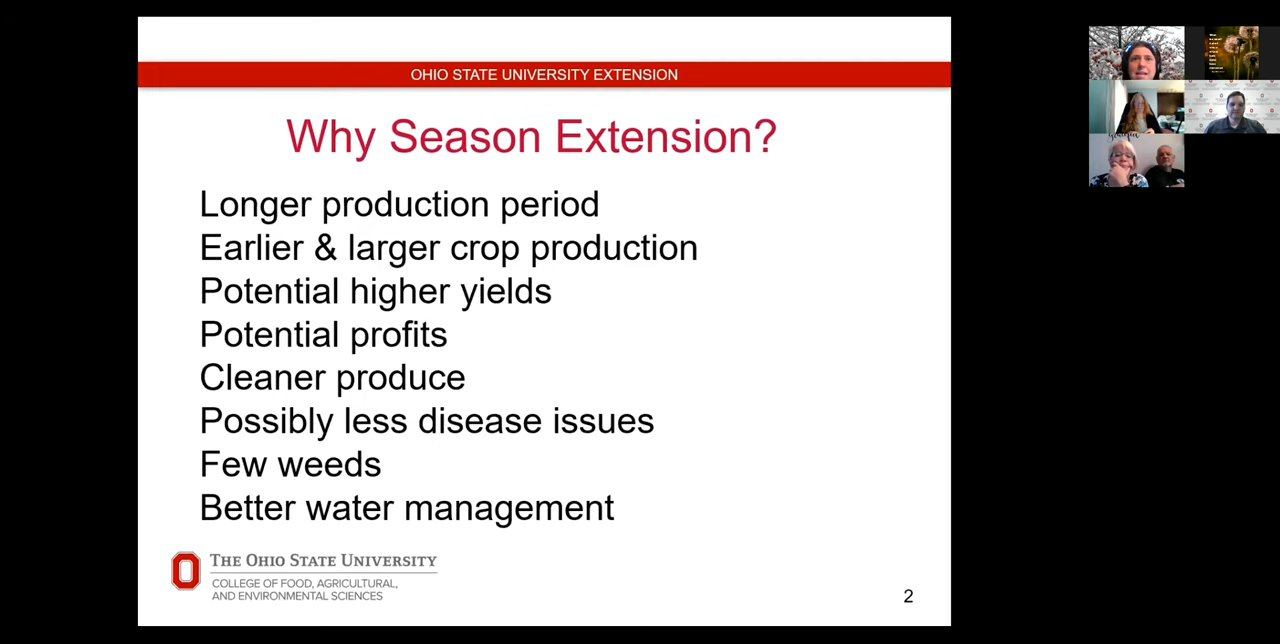 OHIO STATE UNIVERSITY EXTENSION
Why Season Extension?
Longer production period
Earlier & larger crop production
Potential higher yields
Potential profits
Cleaner produce
Possibly less disease issues
Few weeds
Better water management
THE OHIO STATE UNIVERSITY
COLLEGE OF FOOD, AGRICULTURAL,
AND ENVIRONMENTAL SCIENCES
2